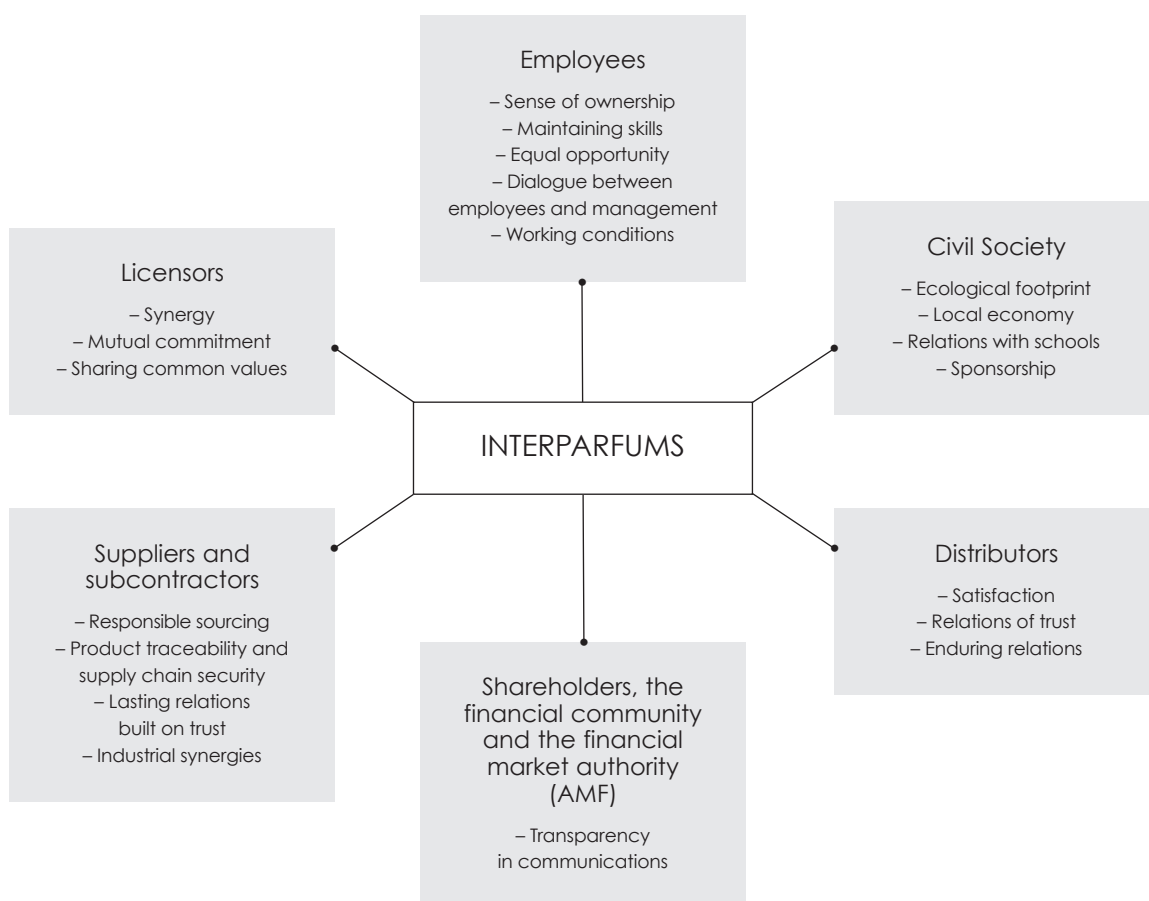 Employees
– Sense of ownership
– Maintaining skills
– Equal opportunity
– Dialogue between
employees and management
– Working conditions
Licensors
– Synergy
– Mutual commitment
– Sharing common values
Civil Society
– Ecological footprint
– Local economy
– Relations with schools
– Sponsorship
INTERPARFUMS
Suppliers and
subcontractors
– Responsible sourcing
– Product traceability and
supply chain security
– Lasting relations
built on trust
– Industrial synergies
Shareholders, the
financial community
and the financial
market authority
(AMF)
– Transparency
in communications
Distributors
– Satisfaction
– Relations of trust
– Enduring relations